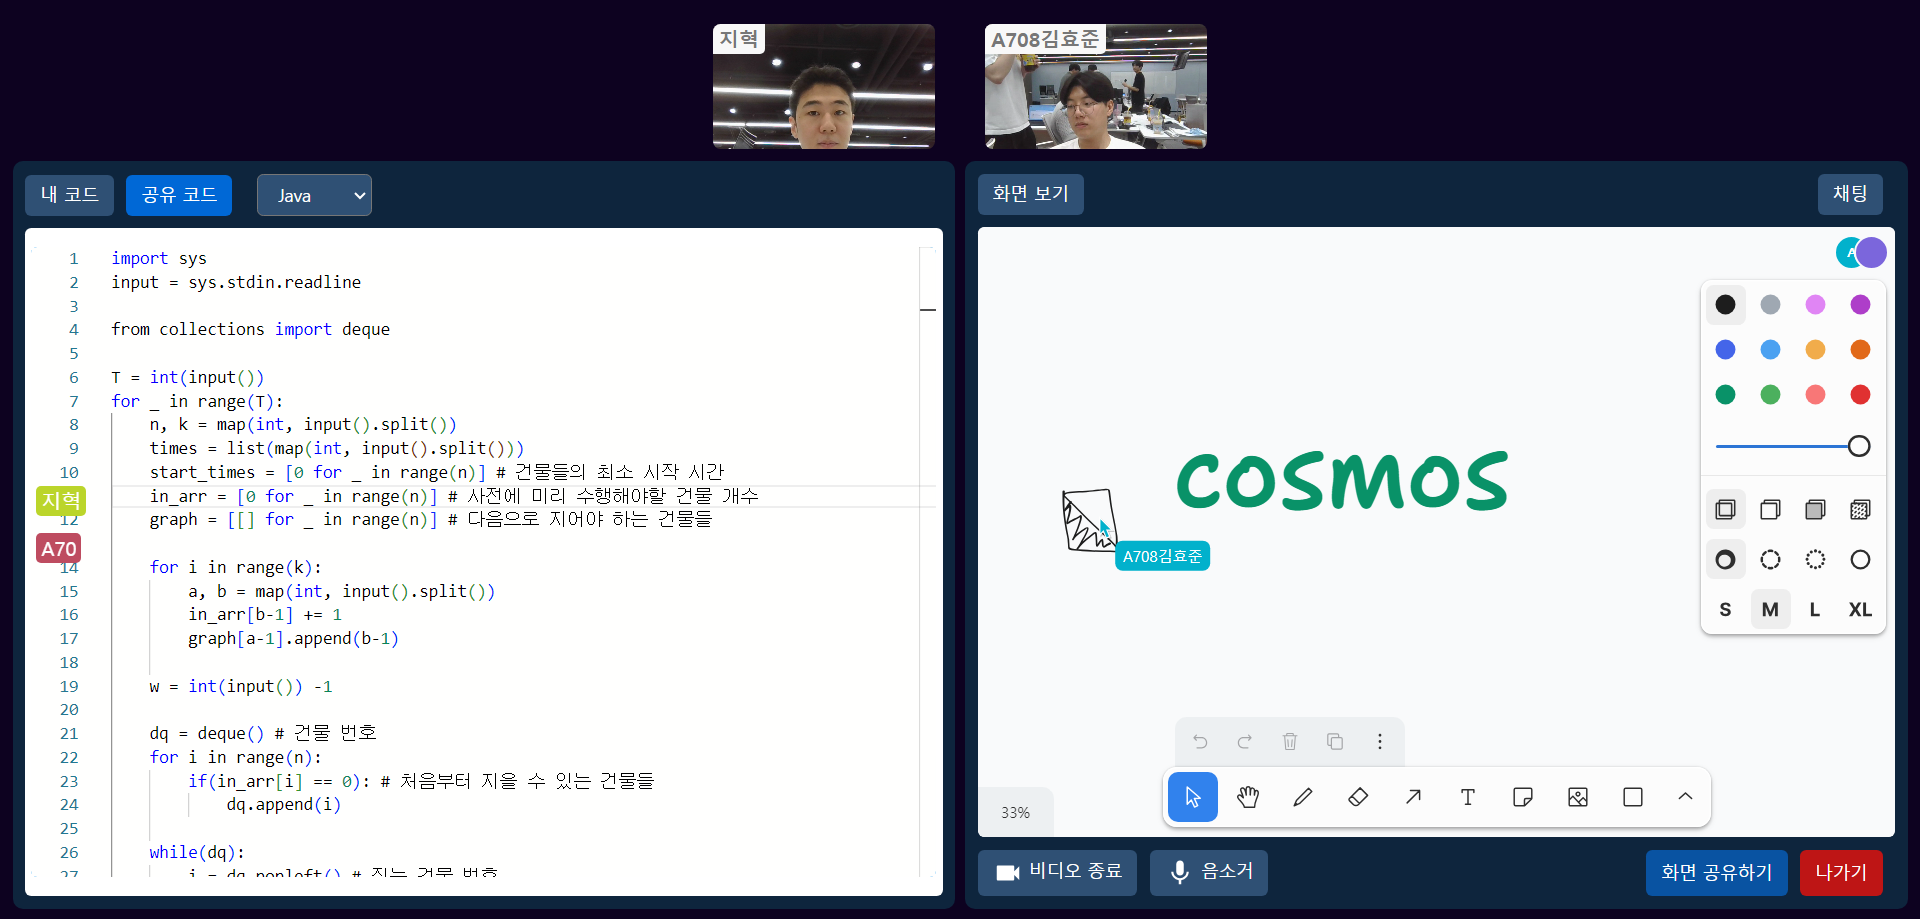 지혁
A708김효준
내 코드
공유 코드
Java
화면 보기
채팅
A
1 import sys
2 input = sys.stdin.readline
3
4 from collections import deque
5
6 T = int(input())
7 for _ in range(T):
8 n, k = map(int, input().split())
9 times = list(map(int, input().split()))
10 start_times = [0 for _ in range(n)] # 건물들의 최소 시작 시간
지혁 in_arr = [0 for _ in range(n)] # 사전에 미리 수행해야할 건물 개수
12 graph = [[] for _ in range(n)] # 다음으로 지어야 하는 건물들
A70
14 for i in range(k):
15 a, b = map(int, input().split())
16 in_arr[b-1] += 1
17 graph[a-1].append(b-1)
18
19 w = int(input()) -1
20
21 dq = deque() # 건물 번호
22 for i in range(n):
23 if(in_arr[i] == 0): # 처음부터 지을 수 있는 건물들
24 dq.append(i)
25
26 while(dq):
27 i = dq.popleft() # 짓는 건물 번호
COSMOS
A708김효준
S M L XL
33%
비디오 종료
음소거
화면 공유하기
나가기